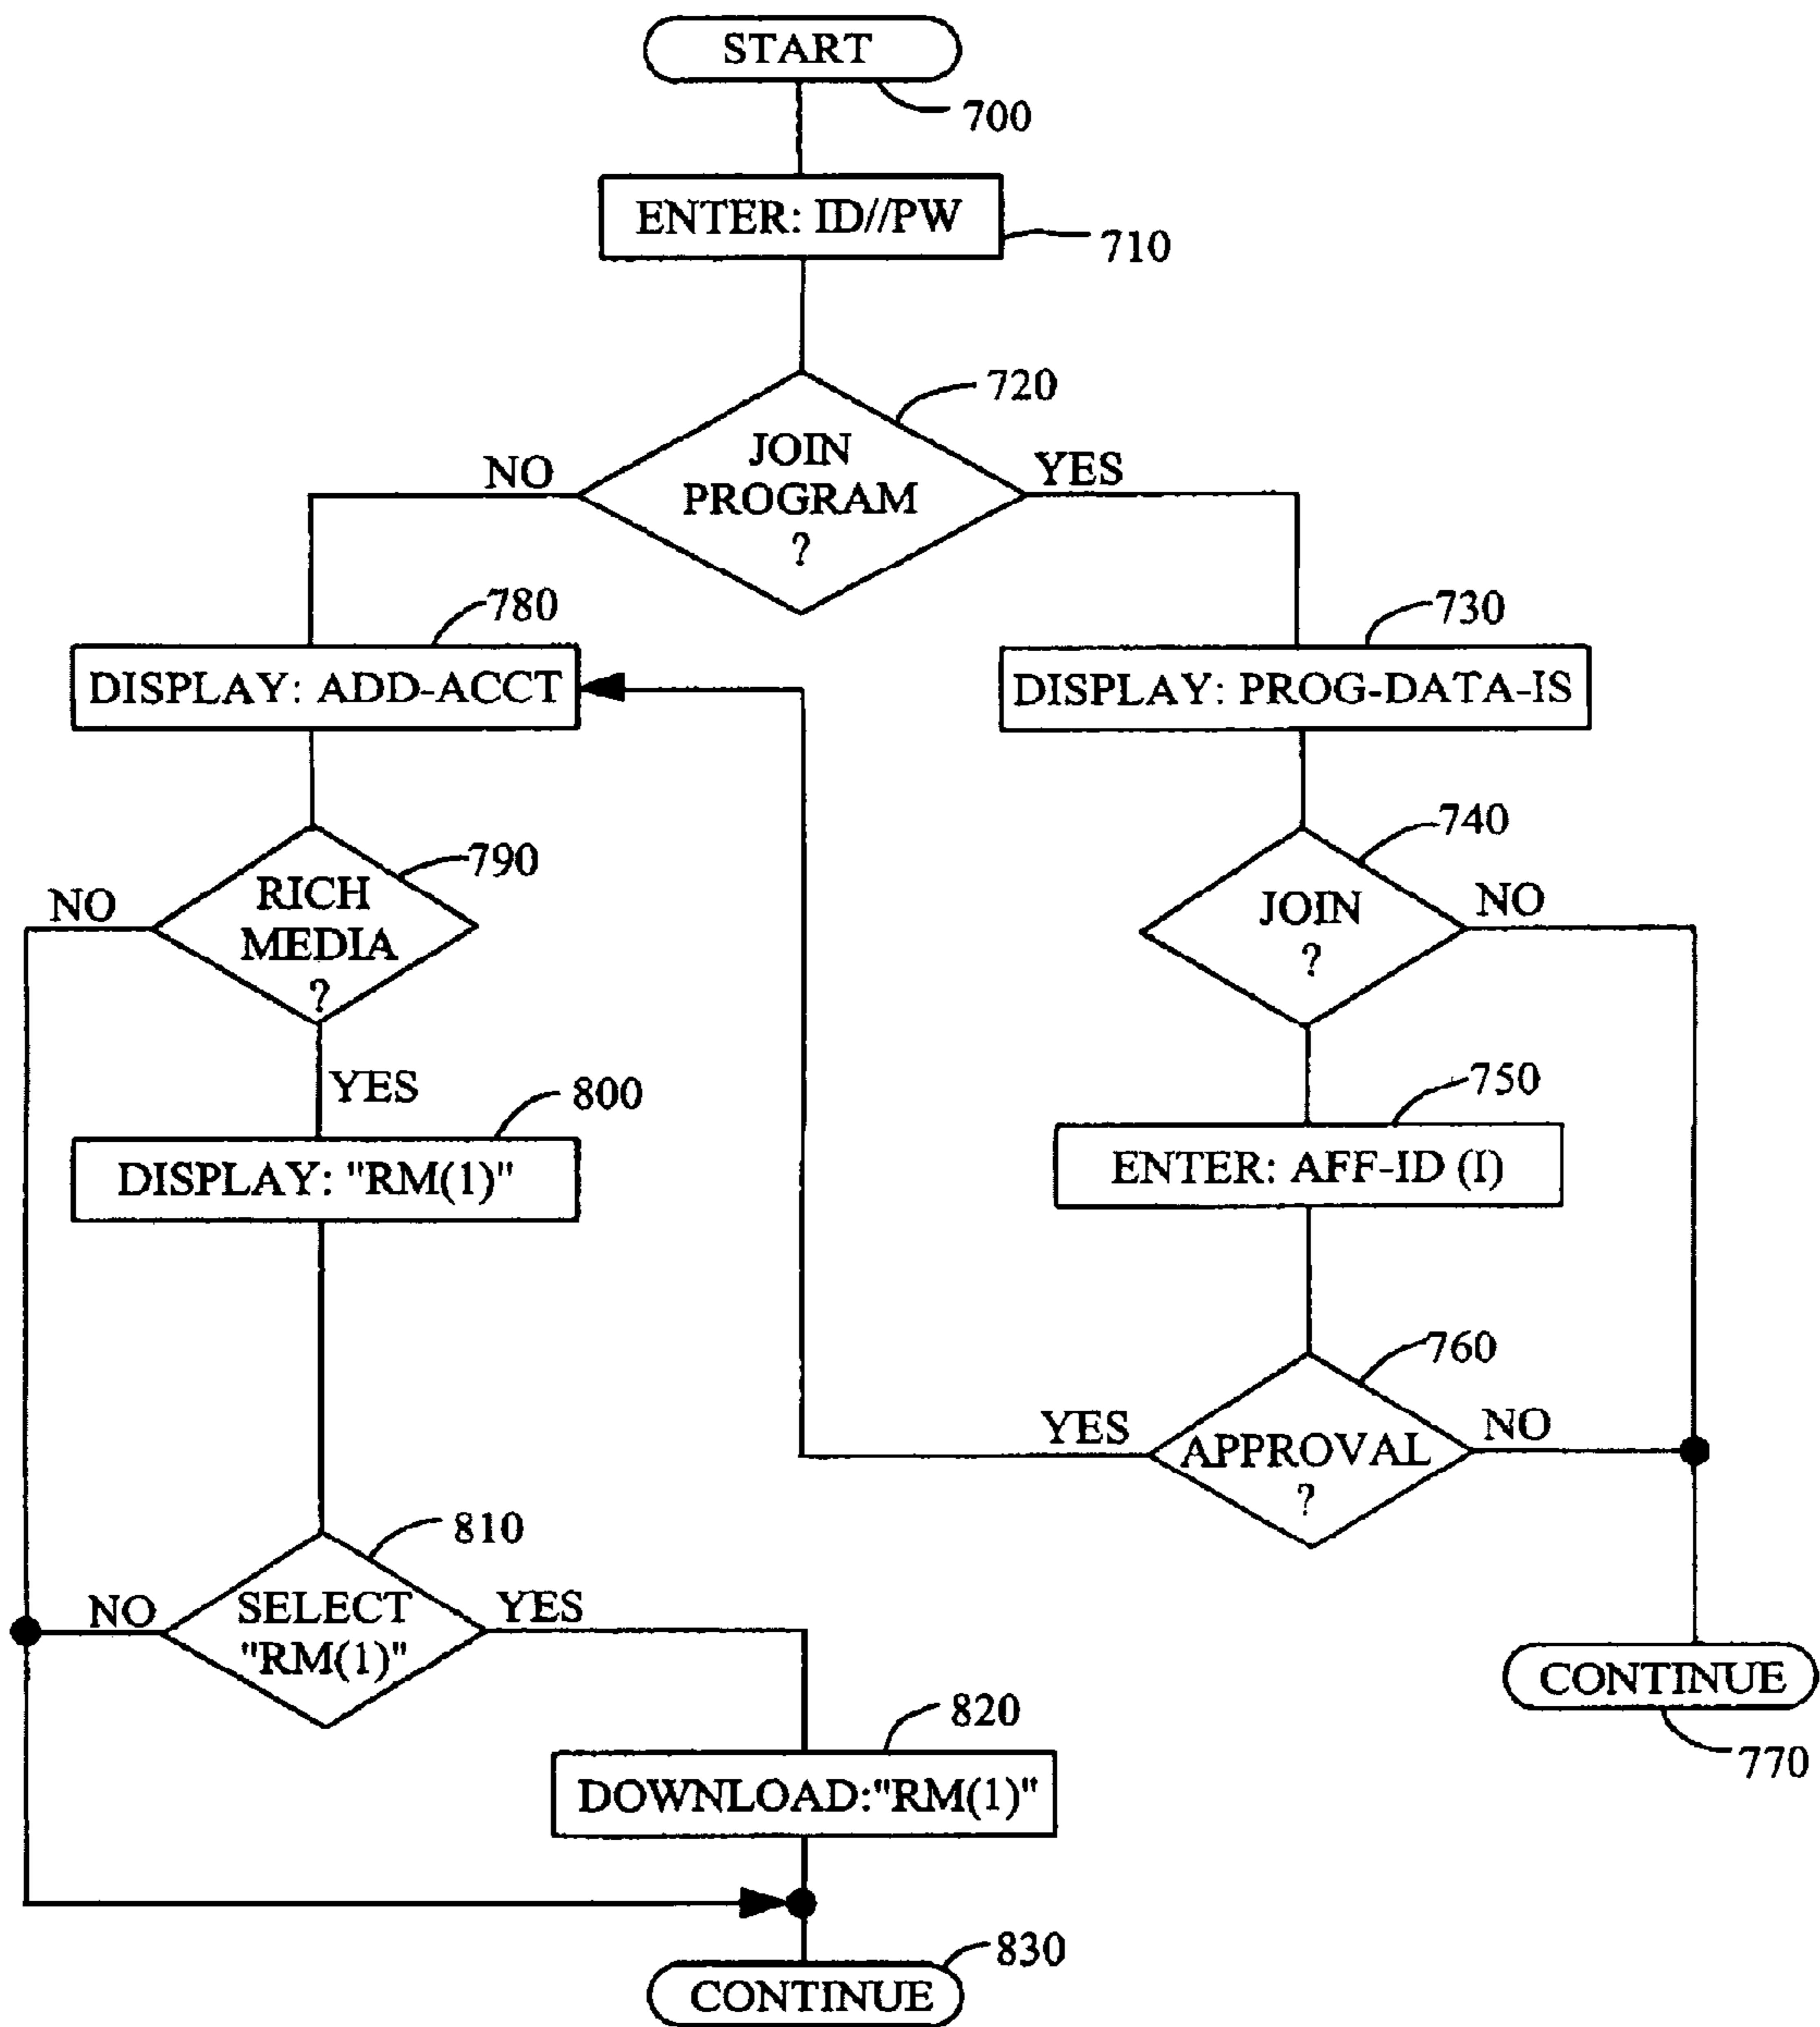 START
700
ENTER: ID//PW
710
720
JOIN
PROGRAM
?
NO
YES
780
DISPLAY: ADD-ACCT
730
DISPLAY: PROG-DATA-IS
790
RICH
MEDIA
?
NO
YES
740
JOIN
?
NO
800
DISPLAY: "RM(1)"
750
ENTER: AFF-ID (I)
760
APPROVAL
?
YES
NO
810
SELECT
"RM(1)"
NO
YES
CONTINUE
770
820
DOWNLOAD:"RM(1)"
830
CONTINUE